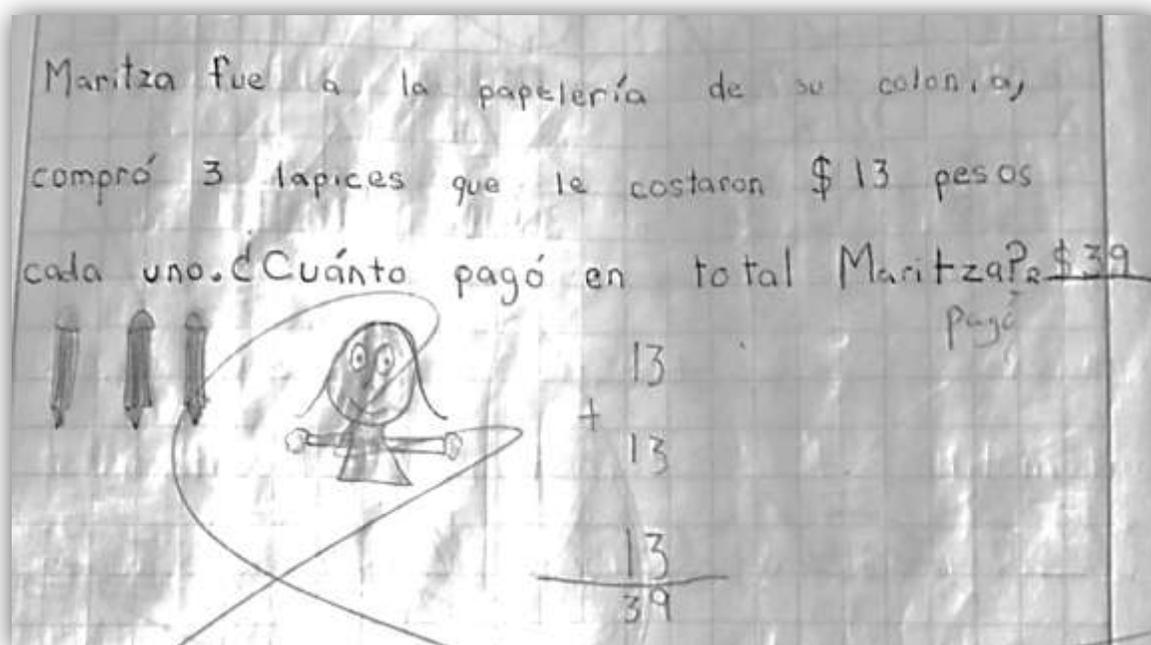 Maritza fue a la papelería de su colonia,
compró 3 lapices que le costaron $ 13 pesos
cada uno. ¿Cuánto pagó en total Maritza? R $39
pagó
13
+
13
13
39